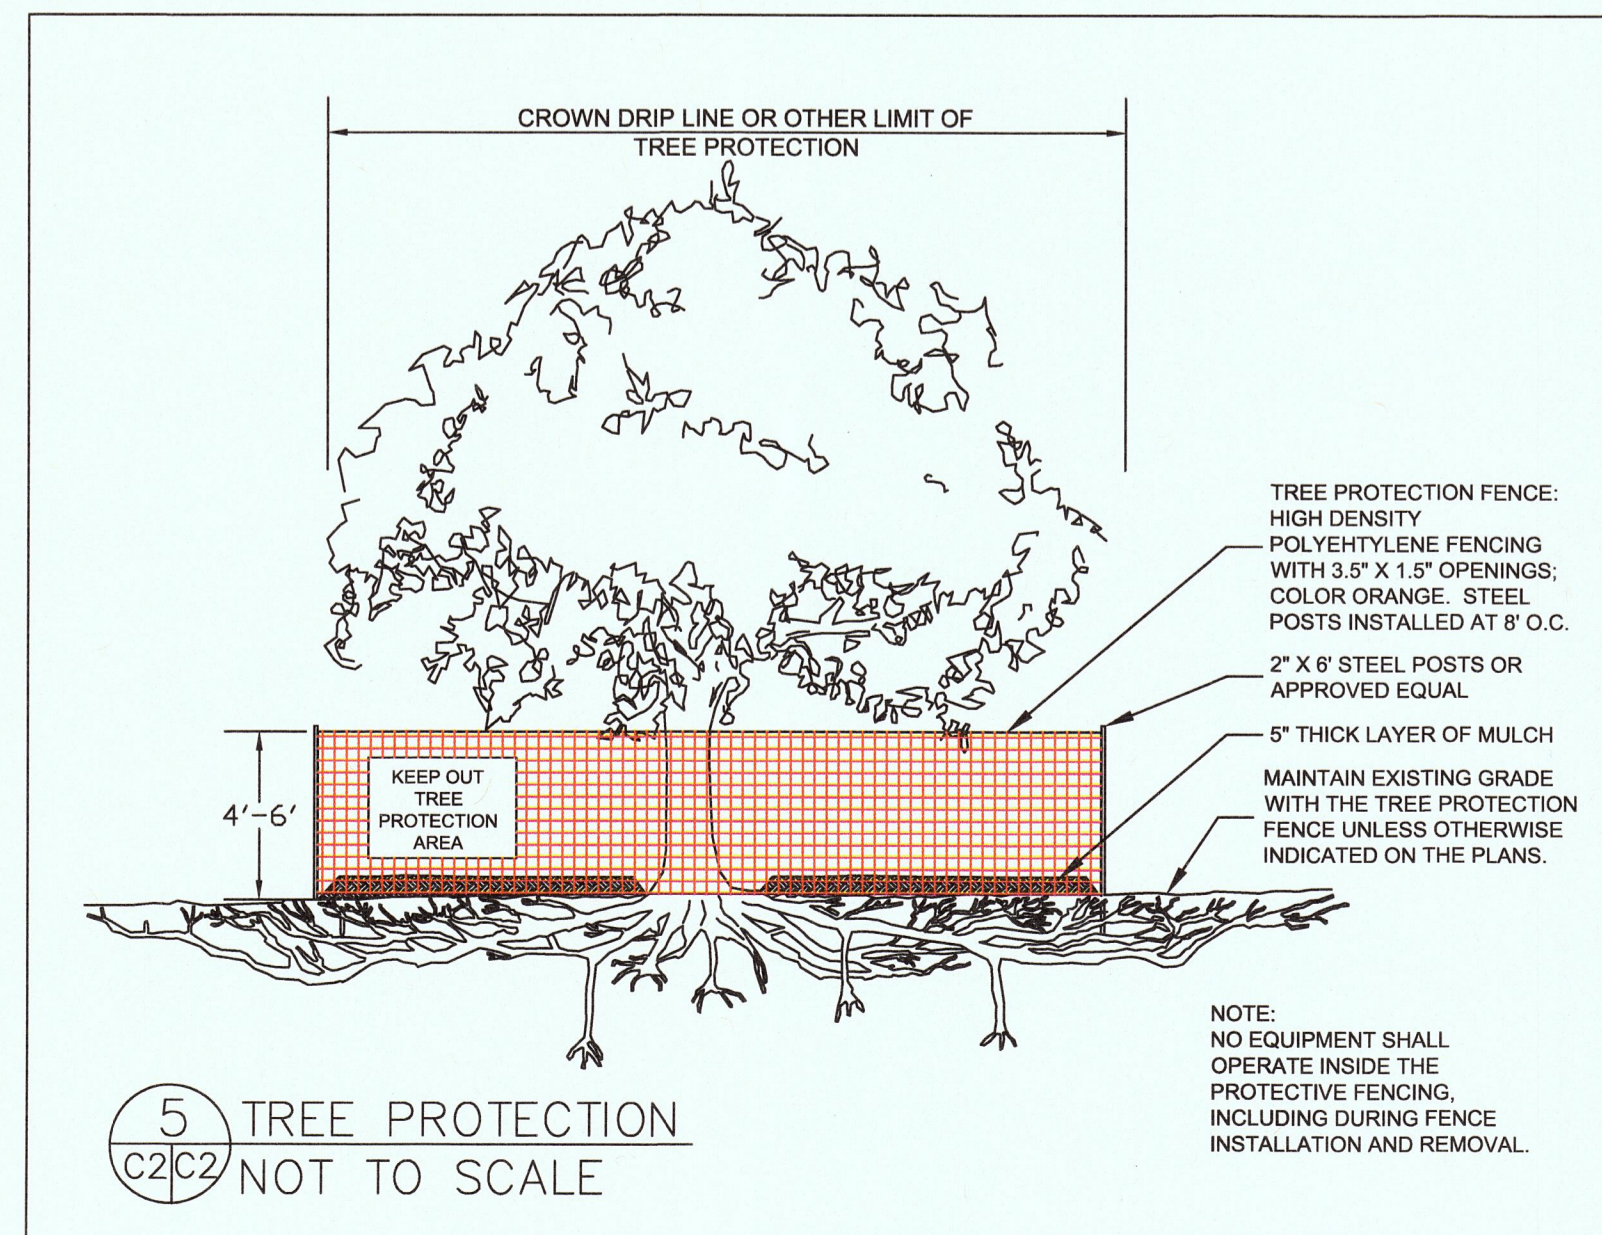 CROWN DRIP LINE OR OTHER LIMIT OF
TREE PROTECTION
TREE PROTECTION FENCE:
HIGH DENSITY
POLYEHTYLENE FENCING
WITH 3.5" X 1.5" OPENINGS;
COLOR ORANGE. STEEL
POSTS INSTALLED AT 8' O.C.
2" X 6' STEEL POSTS OR
APPROVED EQUAL
5" THICK LAYER OF MULCH
MAINTAIN EXISTING GRADE
WITH THE TREE PROTECTION
FENCE UNLESS OTHERWISE
INDICATED ON THE PLANS.
4'-6'
KEEP OUT
TREE
PROTECTION
AREA
NOTE:
NO EQUIPMENT SHALL
OPERATE INSIDE THE
PROTECTIVE FENCING,
INCLUDING DURING FENCE
INSTALLATION AND REMOVAL.
5
C2 C2
TREE PROTECTION
NOT TO SCALE